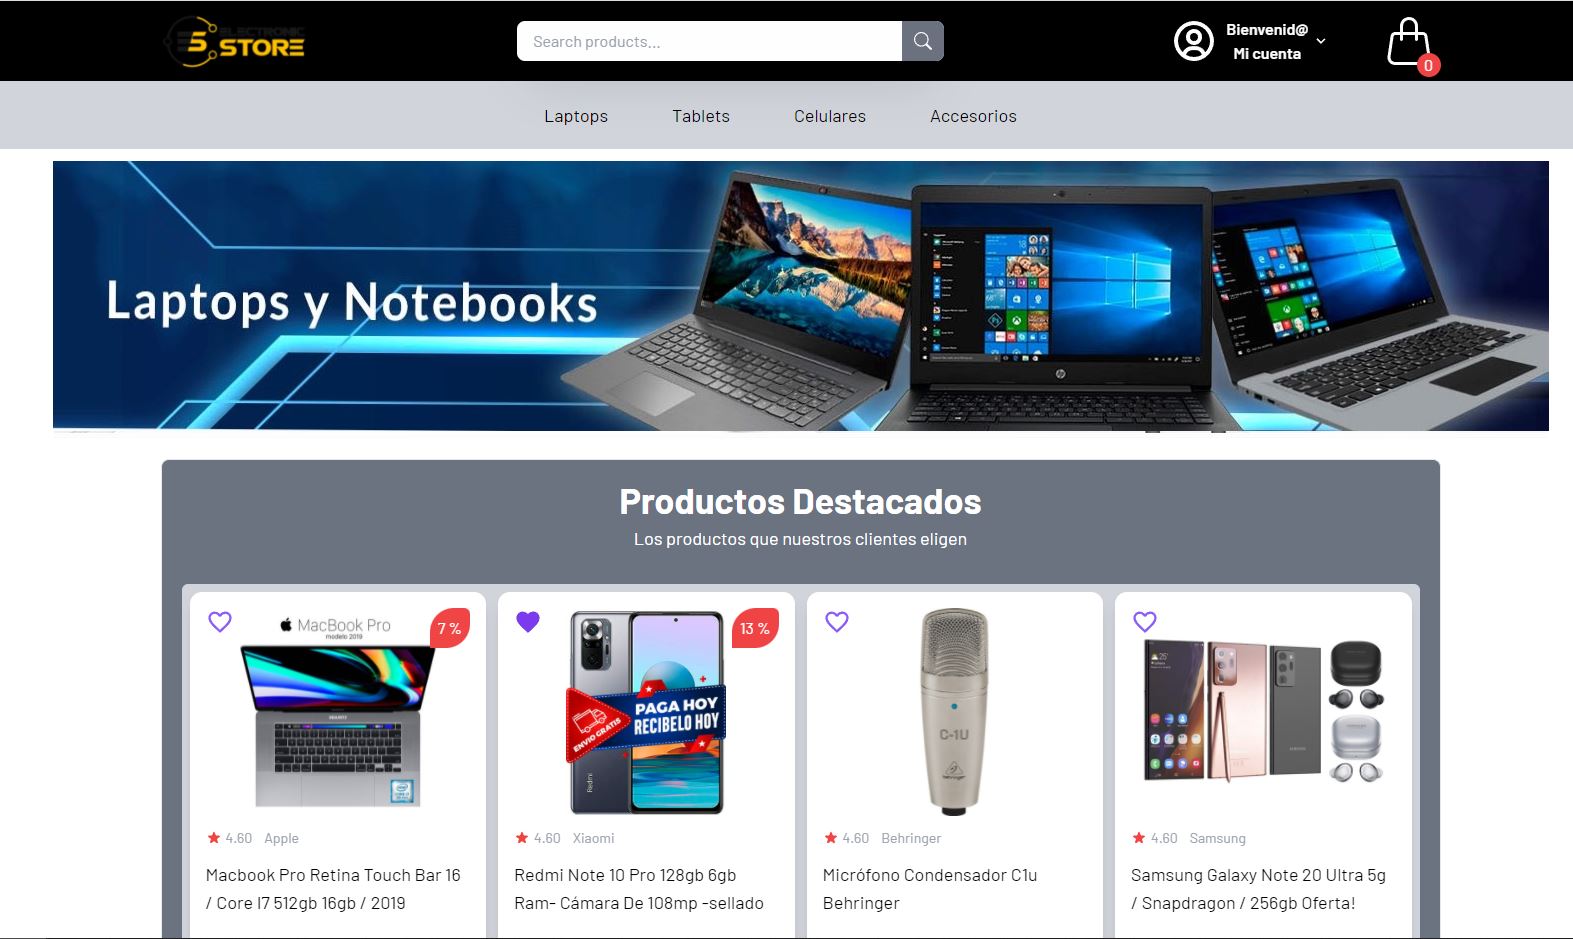 5 ELECTRONIC
STORE
Search products...
Bienvenid@
Mi cuenta
0
Laptops
Tablets
Celulares
Accesorios
Laptops y Notebooks
Productos Destacados
Los productos que nuestros clientes eligen
MacBook Pro
modelo 2019
7 %
13 %
PAGA HOY
RECIBELO HOY
ENVIO GRATIS
Redmi
C-1U
behringer
4.60 Apple
4.60 Xiaomi
4.60 Behringer
4.60 Samsung
Macbook Pro Retina Touch Bar 16
/ Core I7 512gb 16gb / 2019
Redmi Note 10 Pro 128gb 6gb
Ram- Cámara De 108mp -sellado
Micrófono Condensador C1u
Behringer
Samsung Galaxy Note 20 Ultra 5g
/ Snapdragon / 256gb Oferta!